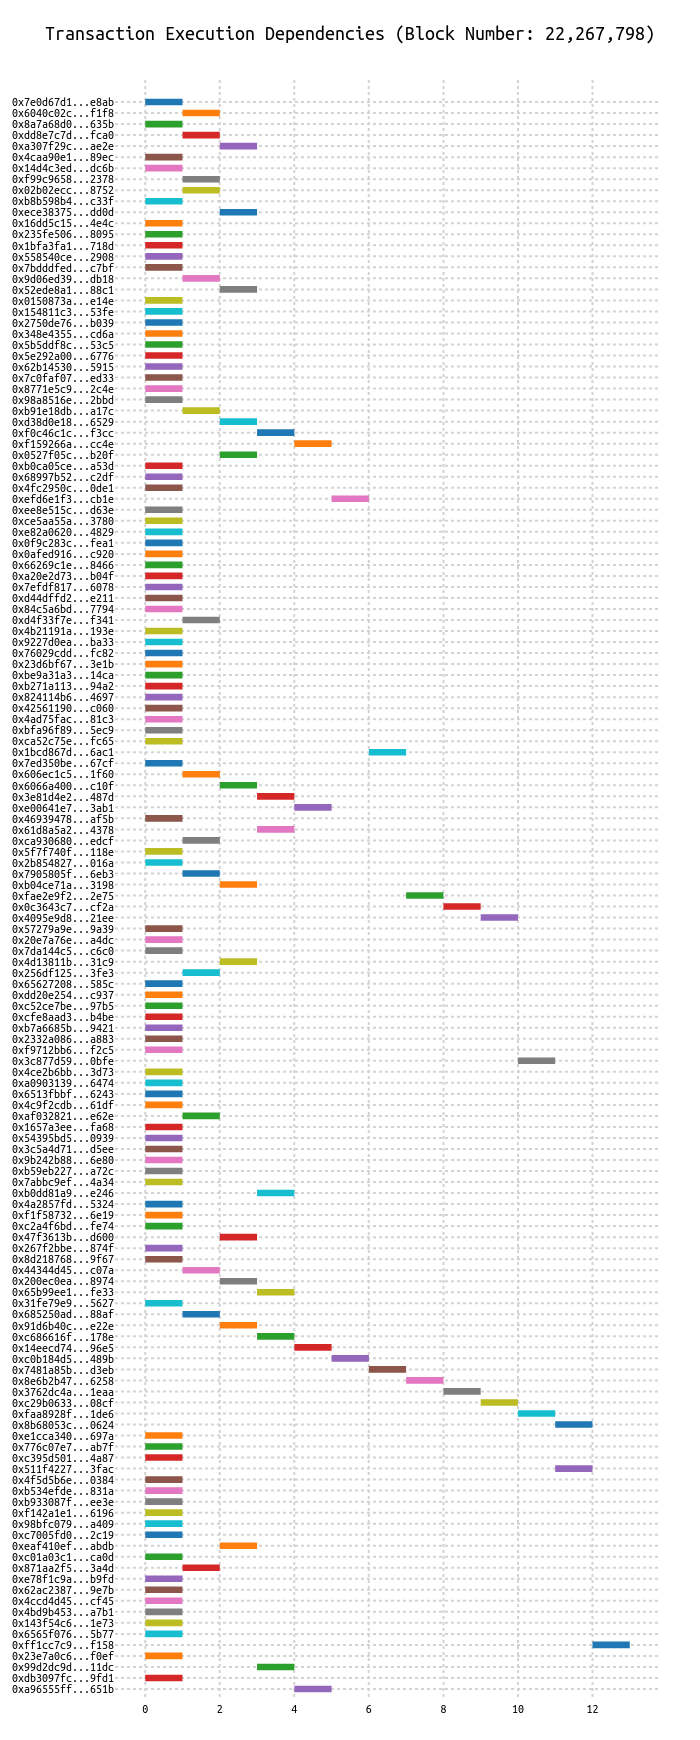 Transaction Execution Dependencies (Block Number: 22,267,798)
0x7e0d67d1...e8ab
0x6040c02c...f1f8
0x8a7a68d0...635b
0xdd8e7c7d...fca0
0xa307f29c...ae2e
0x4caa90e1...89ec
0x14d4c3ed...dc6b
0xf99c9658...2378
0x02b02ecc...8752
0xb8b598b4...c33f
0xece38375...dd0d
0x16dd5c15...4e4c
0x235fe506...8095
0x1bfa3fa1...718d
0x558540ce...2908
0x7bdddfed...c7bf
0x9d06ed39...db18
0x52ede8a1...88c1
0x0150873a...e14e
0x154811c3...53fe
0x2750de76...b039
0x348e4355...cd6a
0x5b5ddf8c...53c5
0x5e292a00...6776
0x62b14530...5915
0x7c0faf07...ed33
0x8771e5c9...2c4e
0x98a8516e...2bbd
0xb91e18db...a17c
0xd38d0e18...6529
0xf0c46c1c...f3cc
0xf159266a...cc4e
0x0527f05c...b20f
0xb0ca05ce...a53d
0x68997b52...c2df
0x4fc2950c...0de1
0xefd6e1f3...cb1e
0xee8e515c...d63e
0xce5aa55a...3780
0xe82a0620...4829
0x0f9c283c...fea1
0x0afed916...c920
0x66269c1e...8466
0xa20e2d73...b04f
0x7efdf817...6078
0xd44dffd2...e211
0x84c5a6bd...7794
0xd4f33f7e...f341
0x4b21191a...193e
0x9227d0ea...ba33
0x76029cdd...fc82
0x23d6bf67...3e1b
0xbe9a31a3...14ca
0xb271a113...94a2
0x824114b6...4697
0x42561190...c060
0x4ad75fac...81c3
0xbfa96f89...5ec9
0xca52c75e...fc65
0x1bcd867d...6ac1
0x7ed350be...67cf
0x606ec1c5...1f60
0x6066a400...c10f
0x3e81d4e2...487d
0xe00641e7...3ab1
0x46939478...af5b
0x61d8a5a2...4378
0xca930680...edcf
0x5f7f740f...118e
0x2b854827...016a
0x7905805f...6eb3
0xb04ce71a...3198
0xfae2e9f2...2e75
0x0c3643c7...cf2a
0x4095e9d8...21ee
0x57279a9e...9a39
0x20e7a76e...a4dc
0x7da144c5...c6c0
0x4d13811b...31c9
0x256df125...3fe3
0x65627208...585c
0xdd20e254...c937
0xc52ce7be...97b5
0xcfe8aad3...b4be
0xb7a6685b...9421
0x2332a086...a883
0xf9712bb6...f2c5
0x3c877d59...0bfe
0x4ce2b6bb...3d73
0xa0903139...6474
0x6513fbbf...6243
0x4c9f2cdb...61df
0xaf032821...e62e
0x1657a3ee...fa68
0x54395bd5...0939
0x3c5a4d71...d5ee
0x9b242b88...6e80
0xb59eb227...a72c
0x7abbc9ef...4a34
0xb0dd81a9...e246
0x4a2857fd...5324
0xf1f58732...6e19
0xc2a4f6bd...fe74
0x47f3613b...d600
0x267f2bbe...874f
0x8d218768...9f67
0x44344d45...c07a
0x200ec0ea...8974
0x65b99ee1...fe33
0x31fe79e9...5627
0x685250ad...88af
0x91d6b40c...e22e
0xc686616f...178e
0x14eecd74...96e5
0xc0b184d5...489b
0x7481a85b...d3eb
0x8e6b2b47...6258
0x3762dc4a...1eaa
0xc29b0633...08cf
0xfaa8928f...1de6
0x8b68053c...0624
0xe1cca340...697a
0x776c07e7...ab7f
0xc395d501...4a87
0x511f4227...3fac
0x4f5d5b6e...0384
0xb534efde...831a
0xb933087f...ee3e
0xf142a1e1...6196
0x98bfc079...a409
0xc7005fd0...2c19
0xeaf410ef...abdb
0xc01a03c1...ca0d
0x871aa2f5...3a4d
0xe78f1c9a...b9fd
0x62ac2387...9e7b
0x4ccd4d45...cf45
0x4bd9b453...a7b1
0x143f54c6...1e73
0x6565f076...5b77
0xff1cc7c9...f158
0x23e7a0c6...f0ef
0x99d2dc9d...11dc
0xdb3097fc...9fd1
0xa96555ff...651b
0 2 4 6 8 10 12